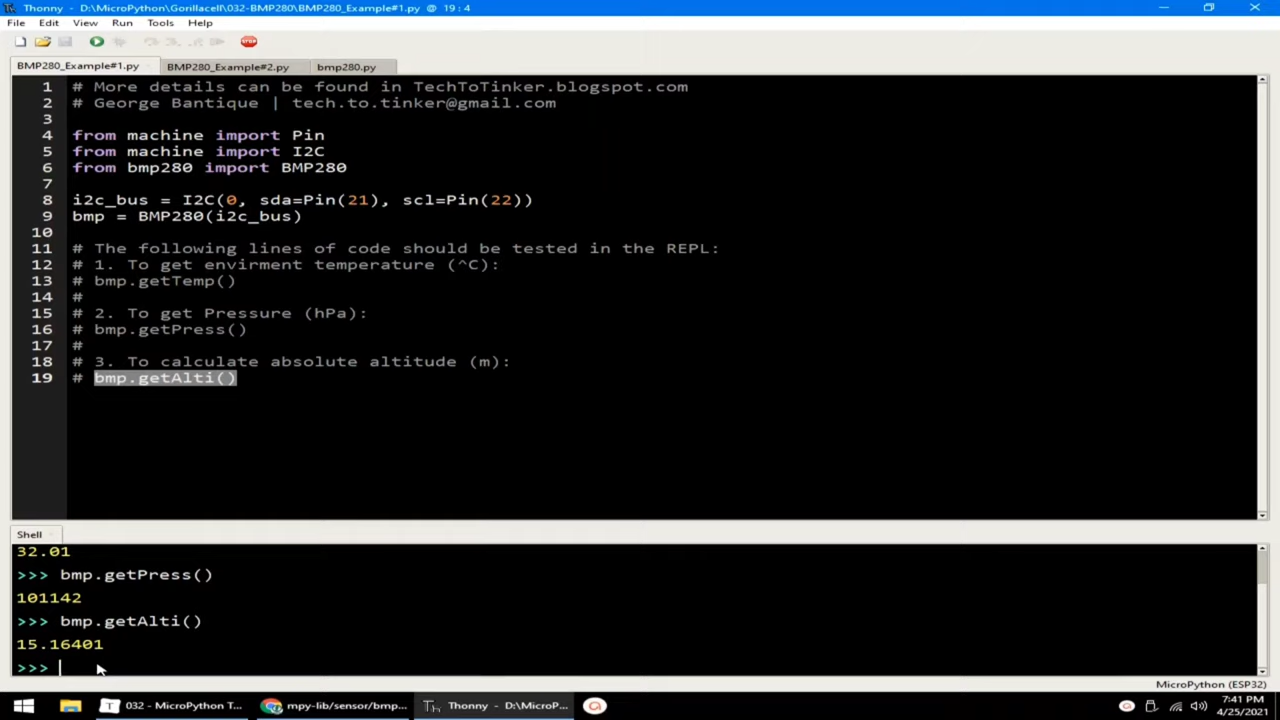 Thonny - D:\MicroPython\Gorillacell\032-BMP280\BMP280_Example#1.py @ 19 : 4
File Edit View Run Tools Help
BMP280_Example#1.py BMP280_Example#2.py bmp280.py
1 # More details can be found in TechToTinker.blogspot.com
2 # George Bantique | tech.to.tinker@gmail.com
3
4 from machine import Pin
5 from machine import I2C
6 from bmp280 import BMP280
7
8 i2c_bus = I2C(0, sda=Pin(21), scl=Pin(22))
9 bmp = BMP280(i2c_bus)
10
11 # The following lines of code should be tested in the REPL:
12 # 1. To get envirment temperature (^C):
13 # bmp.getTemp()
14 #
15 # 2. To get Pressure (hPa):
16 # bmp.getPress()
17 #
18 # 3. To calculate absolute altitude (m):
19 # bmp.getAlti()
Shell
32.01
>>> bmp.getPress()
101142
>>> bmp.getAlti()
15.16401
>>>
MicroPython (ESP32)
032 - MicroPython T... mpy-lib/sensor/bmp... Thonny - D:\MicroP... 7:41 PM
4/25/2021